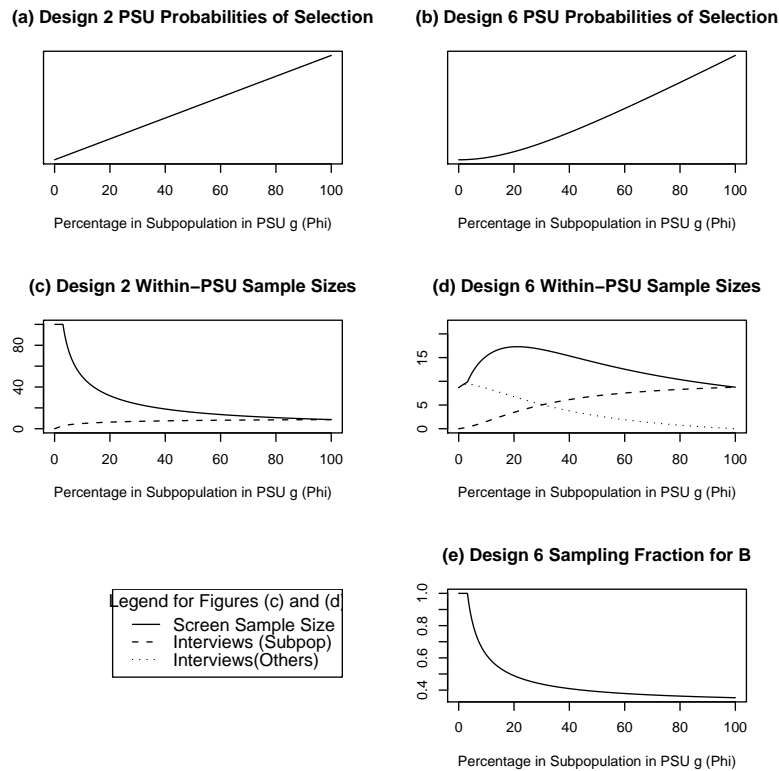 (a) Design 2 PSU Probabilities of Selection
0 20 40 60 80 100
Percentage in Subpopulation in PSU g (Phi)
(b) Design 6 PSU Probabilities of Selection
0 20 40 60 80 100
Percentage in Subpopulation in PSU g (Phi)
(c) Design 2 Within−PSU Sample Sizes
80
40
0
0 20 40 60 80 100
Percentage in Subpopulation in PSU g (Phi)
(d) Design 6 Within−PSU Sample Sizes
15
5
0
0 20 40 60 80 100
Percentage in Subpopulation in PSU g (Phi)
Legend for Figures (c) and (d)
Screen Sample Size
Interviews (Subpop)
Interviews(Others)
(e) Design 6 Sampling Fraction for B
1.0
0.8
0.6
0.4
0 20 40 60 80 100
Percentage in Subpopulation in PSU g (Phi)